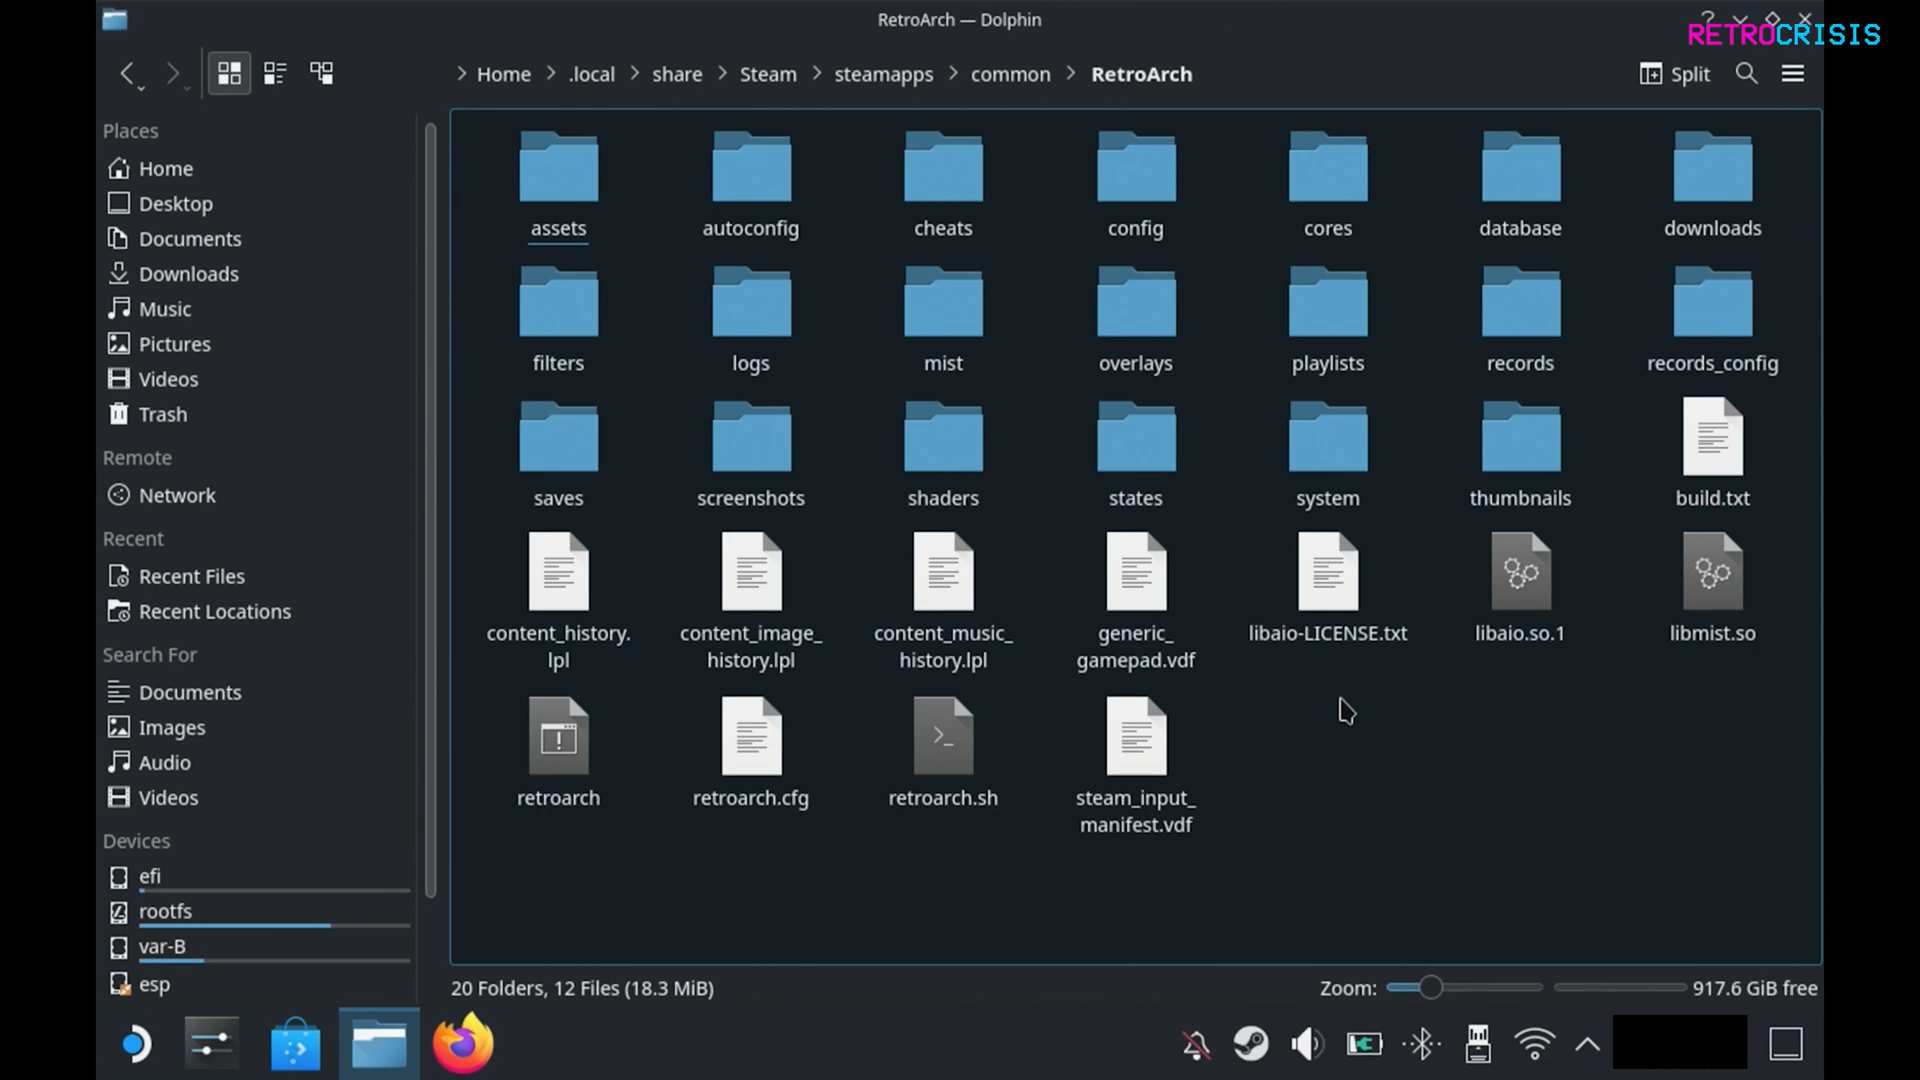 RetroArch — Dolphin
RETROCRISIS
Home
.local
share
Steam
steamapps
common
RetroArch
Split
Places
Home
Desktop
Documents
Downloads
Music
Pictures
Videos
Trash
Remote
Network
Recent
Recent Files
Recent Locations
Search For
Documents
Images
Audio
Videos
Devices
efi
rootfs
var-B
esp
assets
autoconfig
cheats
config
cores
database
downloads
filters
logs
mist
overlays
playlists
records
records_config
saves
screenshots
shaders
states
system
thumbnails
build.txt
content_history.
lpl
content_image_
history.lpl
content_music_
history.lpl
generic_
gamepad.vdf
libaio-LICENSE.txt
libaio.so.1
libmist.so
retroarch
retroarch.cfg
retroarch.sh
steam_input_
manifest.vdf
20 Folders, 12 Files (18.3 MiB)
Zoom:
917.6 GiB free